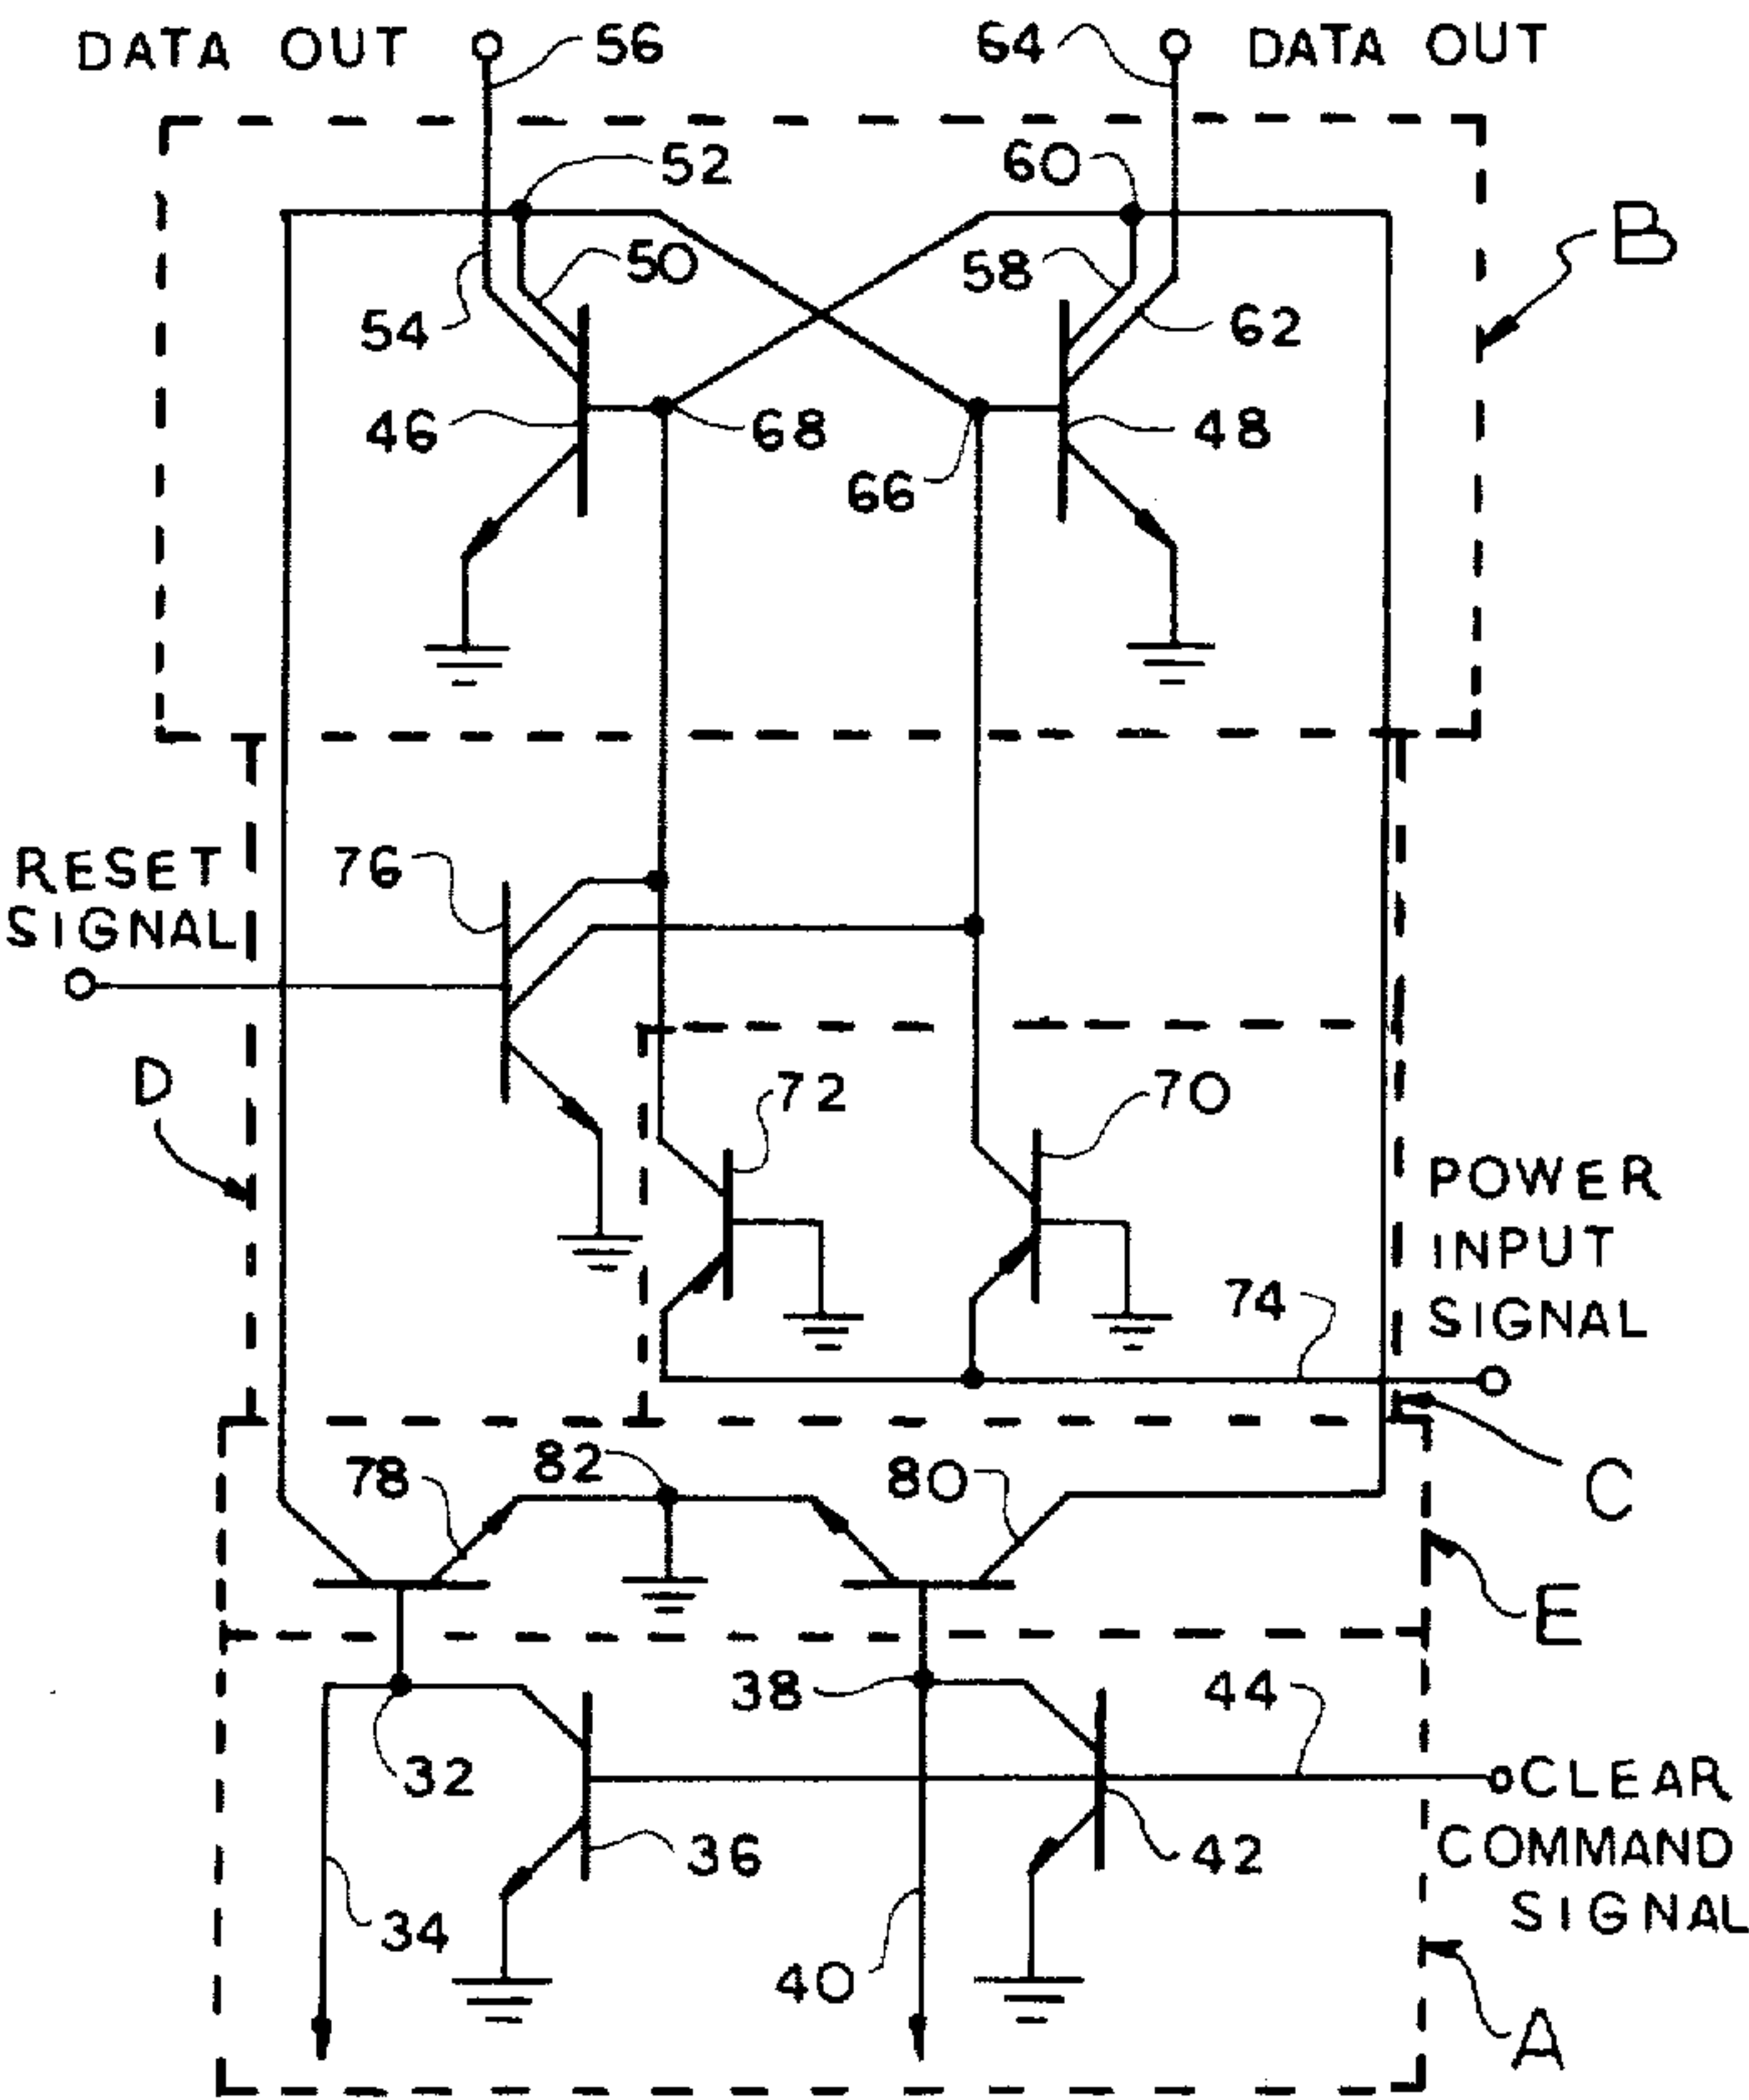 DATA OUT 56 64 DATA OUT
52 60
B
50 58
54 62
46 68 48
66
RESET
SIGNAL
76
D
72 70
POWER
INPUT
SIGNAL
74
82
78 80
C
E
38 44
32
CLEAR
COMMAND
SIGNAL
36 42
34
40
A